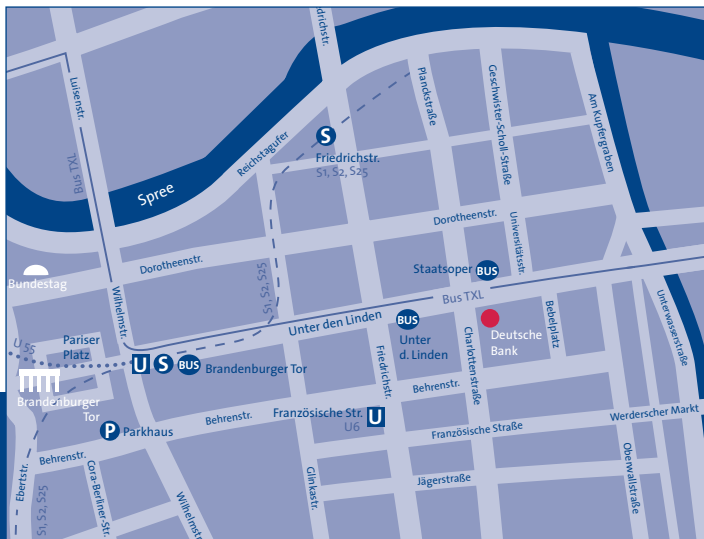 drichstr.
Luisenstr.
Bus TXL
Spree
Reichstagufer
S
Friedrichstr.
S1, S2, S25
Planckstraße
Geschwister-Scholl-Straße
Am Kupfergraben
Dorotheenstr.
Dorotheenstr.
Universitätsstr.
Staatsoper BUS
Bundestag
Wilhelmstr.
S1, S2, S25
Bus TXL
Unter den Linden
BUS
Unter
d. Linden
Deutsche
Bank
Bebelplatz
Unterwasserstraße
U55
Pariser
Platz
U S BUS Brandenburger Tor
Friedrichstr.
Charlottenstraße
Brandenburger
Tor
P Parkhaus
Behrenstr.
Behrenstr.
Behrenstr.
Französische Str. U
U6
Französische Straße
Werderscher Markt
Ebertstr.
S1, S2, S25
Cora-Berliner-Str.
Wilhelmstr.
Glinkastr.
Jägerstraße
Oberwallstraße